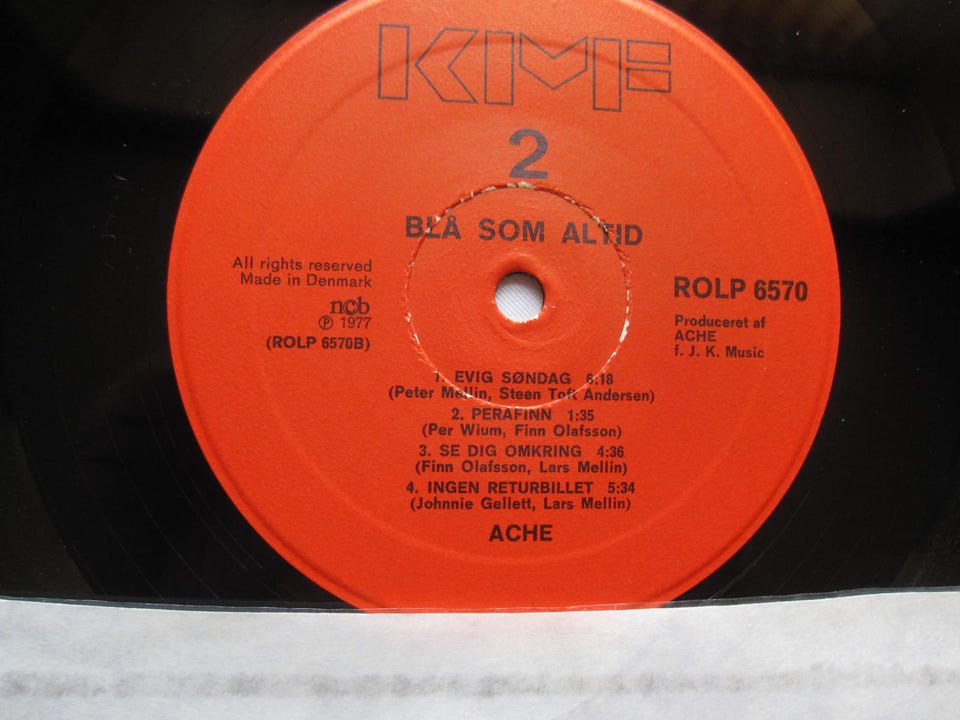 KMF
2
BLÅ SOM ALTID
All rights reserved
Made in Denmark
ncb
Ⓟ 1977
(ROLP 6570B)
ROLP 6570
Produceret af
ACHE
f. J. K. Music
1. EVIG SØNDAG 6:18
(Peter Mellin, Steen Toft Andersen)
2. PERAFINN 1:35
(Per Wium, Finn Olafsson)
3. SE DIG OMKRING 4:36
(Finn Olafsson, Lars Mellin)
4. INGEN RETURBILLET 5:34
(Johnnie Gellett, Lars Mellin)
ACHE